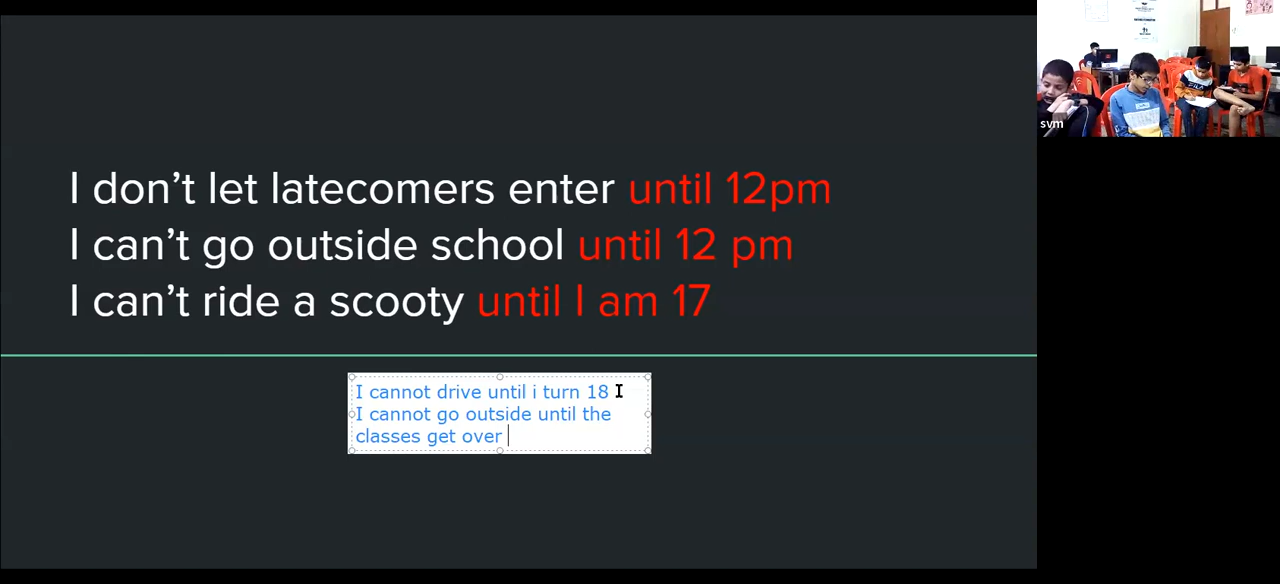 I don't let latecomers enter until 12pm
I can't go outside school until 12 pm
I can't ride a scooty until I am 17
I cannot drive until i turn 18
I cannot go outside until the
classes get over
svm
FILA